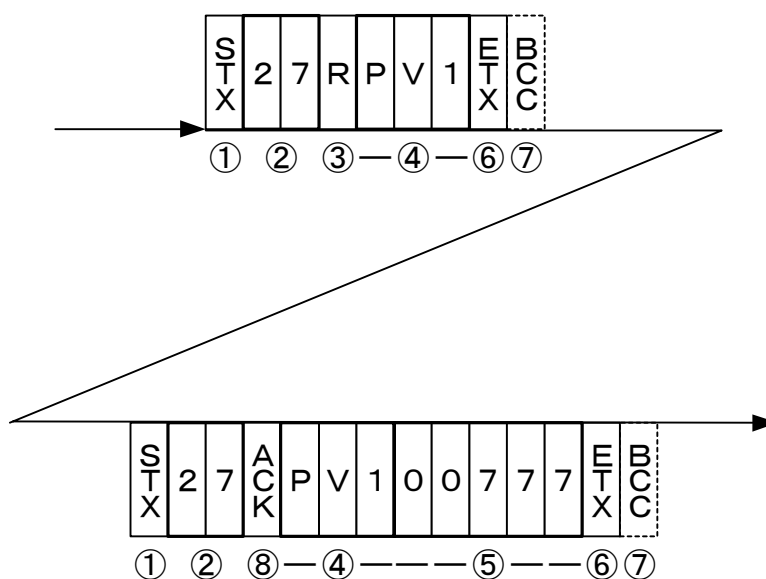 STX 2 7 R P V 1 ETX BCC
① ② ③ ④ ⑥ ⑦
STX 2 7 ACK P V 1 0 0 7 7 7 ETX BCC
① ② ⑧ ④ ⑤ ⑥ ⑦